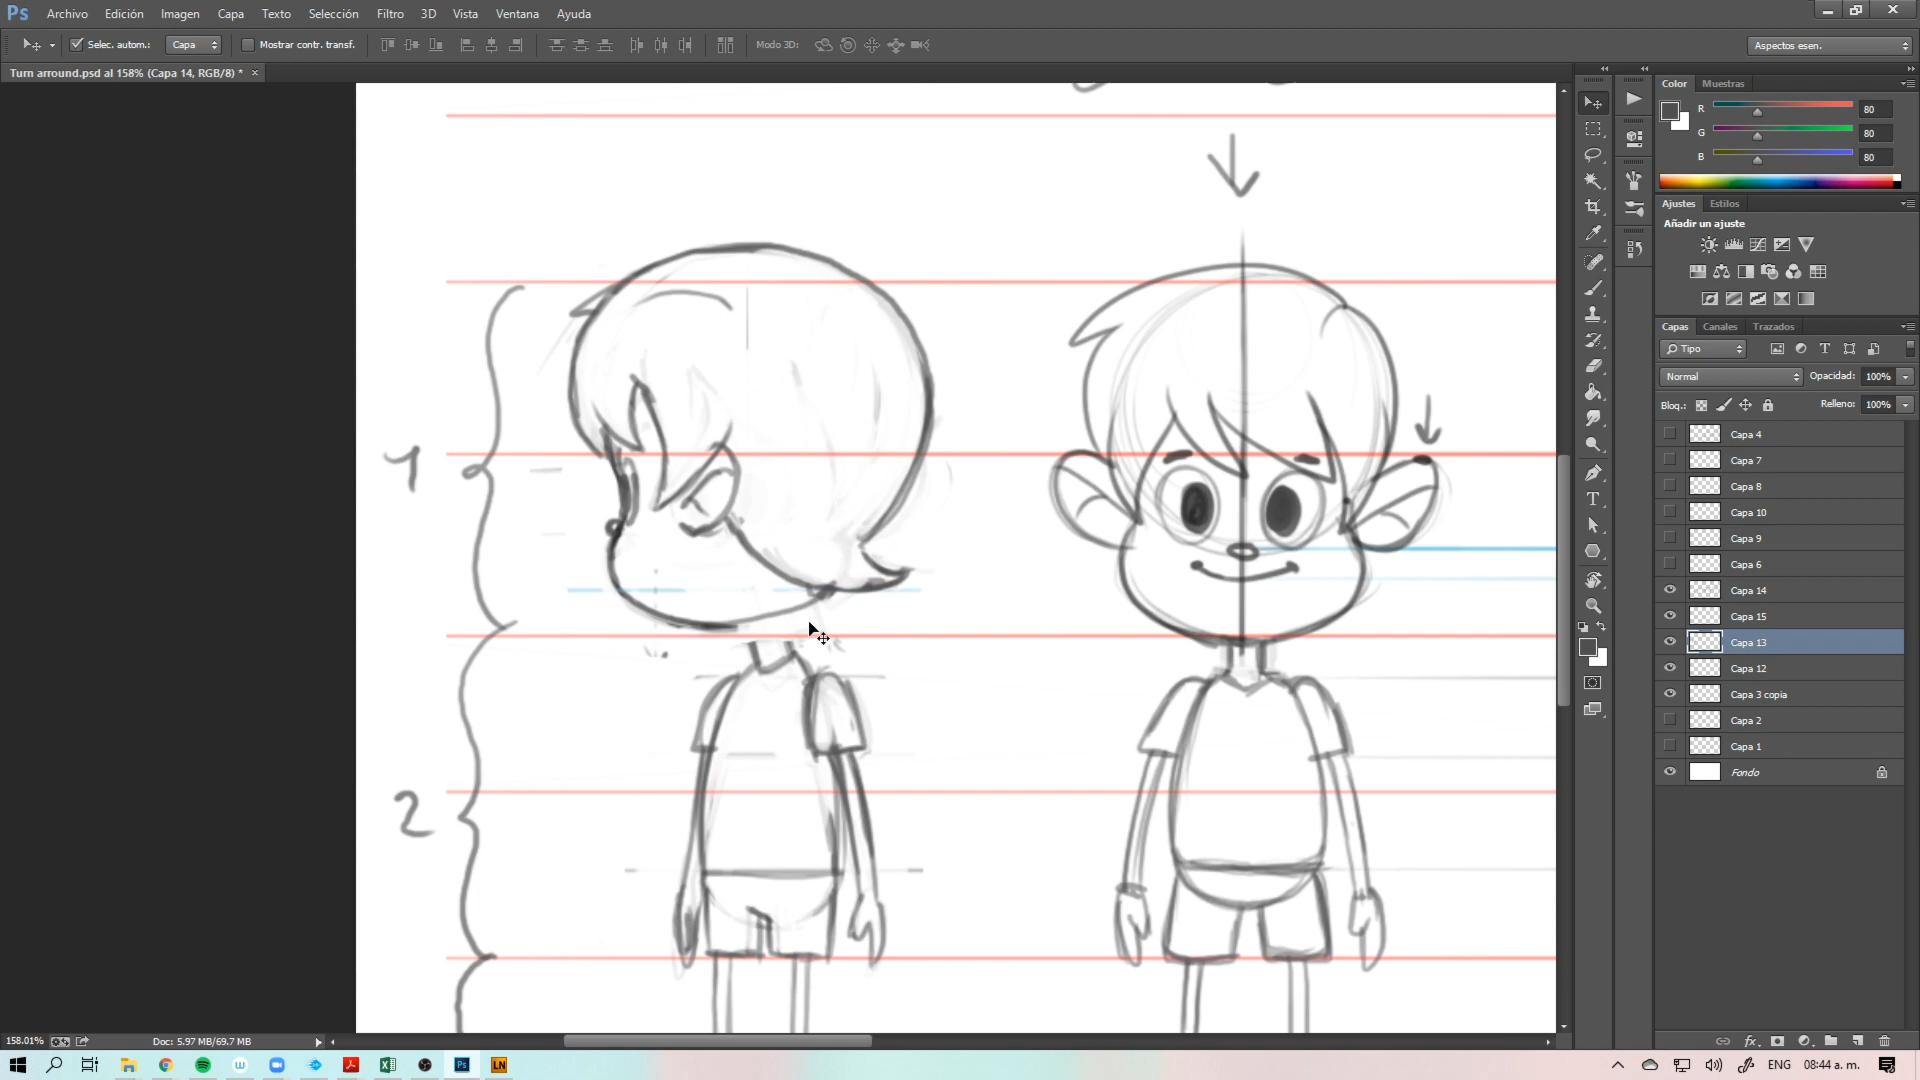 Ps Archivo Edición Imagen Capa Texto Selección Filtro 3D Vista Ventana Ayuda
Selec. autom.: Capa Mostrar contr. transf. Modo 3D: Aspectos esen.
Turn arround.psd al 158% (Capa 14, RGB/8) * ×
Color Muestras
R 80
G 80
B 80
Ajustes Estilos
Añadir un ajuste
Capas Canales Trazados
Tipo
Normal Opacidad: 100%
Bloq.: Relleno: 100%
Capa 4
Capa 7
Capa 8
Capa 10
Capa 9
Capa 6
Capa 14
Capa 15
Capa 13
Capa 12
Capa 3 copia
Capa 2
Capa 1
Fondo
1
2
158.01% Doc: 5.97 MB/69.7 MB
W Ps LN ENG 08:44 a. m.